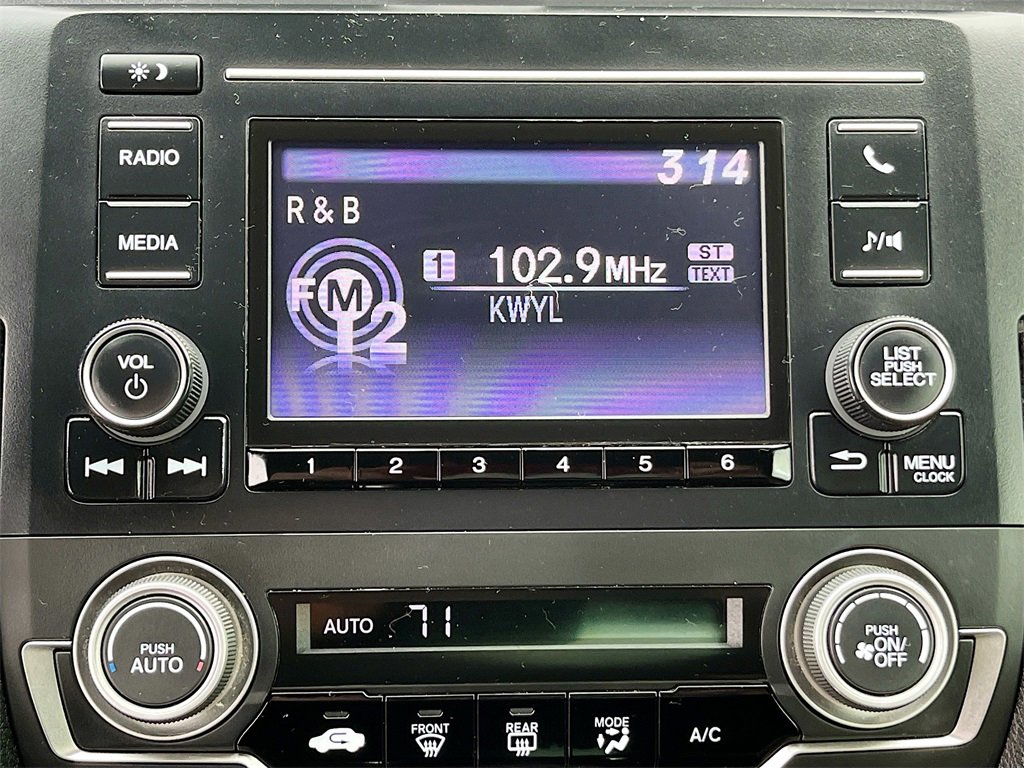 RADIO
MEDIA
3 14
R & B
FM
2
1 102.9MHz ST
TEXT
KWYL
VOL
LIST
PUSH
SELECT
1 2 3 4 5 6
MENU
CLOCK
PUSH
AUTO
AUTO 71
PUSH
ON/
OFF
FRONT
REAR
MODE
A/C